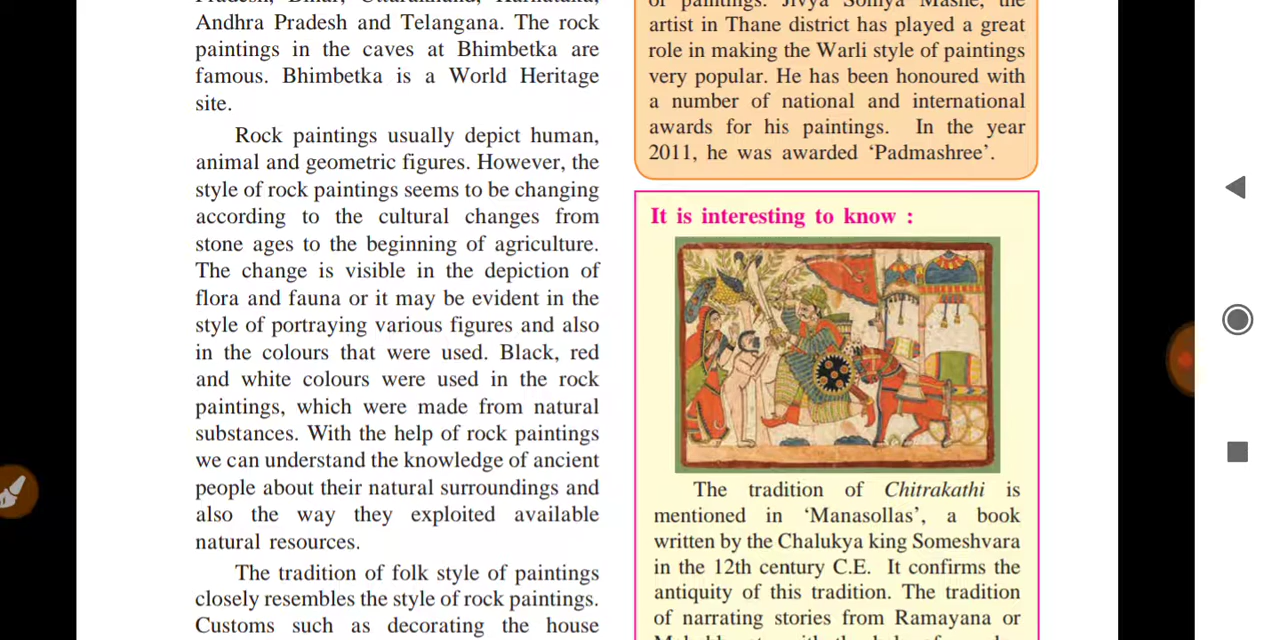 Andhra Pradesh and Telangana. The rock
paintings in the caves at Bhimbetka are
famous. Bhimbetka is a World Heritage
site.
Rock paintings usually depict human,
animal and geometric figures. However, the
style of rock paintings seems to be changing
according to the cultural changes from
stone ages to the beginning of agriculture.
The change is visible in the depiction of
flora and fauna or it may be evident in the
style of portraying various figures and also
in the colours that were used. Black, red
and white colours were used in the rock
paintings, which were made from natural
substances. With the help of rock paintings
we can understand the knowledge of ancient
people about their natural surroundings and
also the way they exploited available
natural resources.
The tradition of folk style of paintings
closely resembles the style of rock paintings.
Customs such as decorating the house
of paintings. Jivya Somya Mashe, the
artist in Thane district has played a great
role in making the Warli style of paintings
very popular. He has been honoured with
a number of national and international
awards for his paintings. In the year
2011, he was awarded ‘Padmashree’.
It is interesting to know :
The tradition of Chitrakathi is
mentioned in ‘Manasollas’, a book
written by the Chalukya king Someshvara
in the 12th century C.E. It confirms the
antiquity of this tradition. The tradition
of narrating stories from Ramayana or